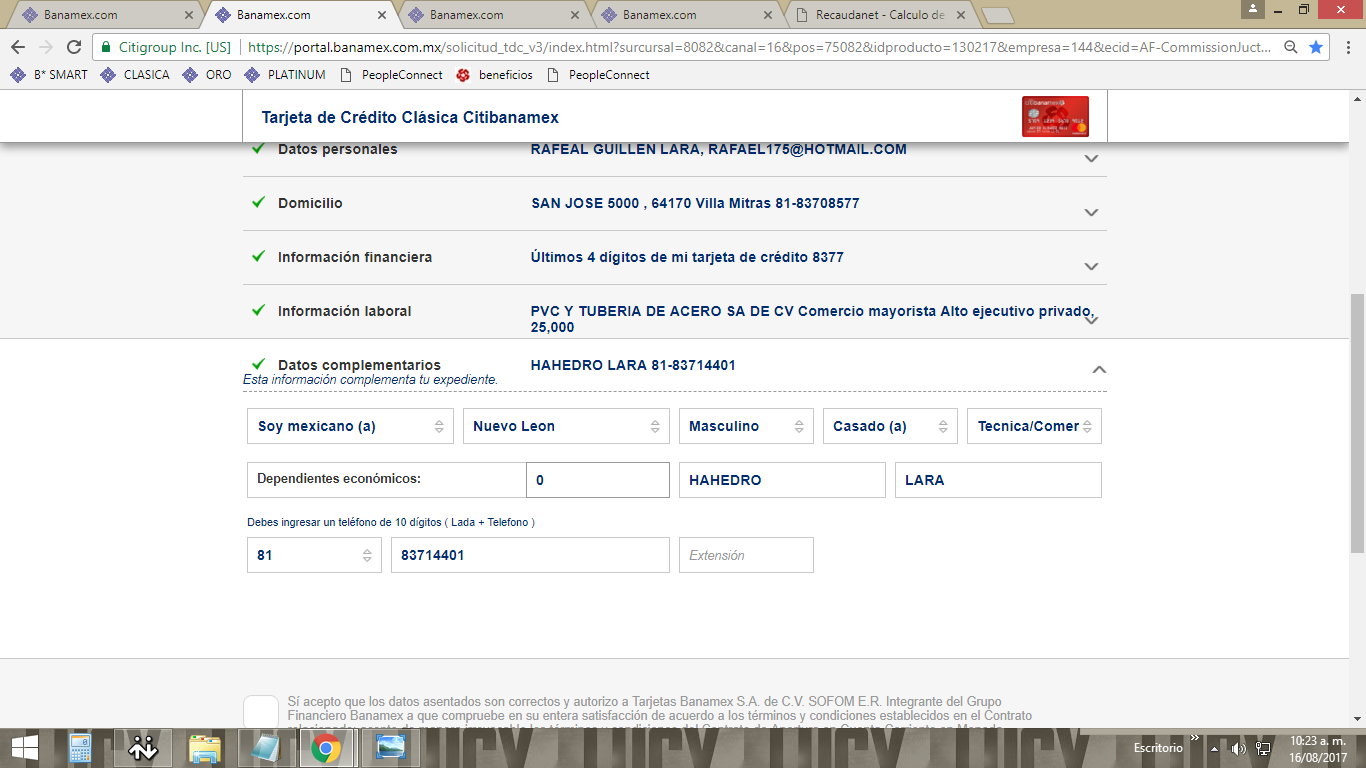 Banamex.com
Banamex.com
Banamex.com
Banamex.com
Recaudanet - Calculo de
Citigroup Inc. [US]
https://portal.banamex.com.mx/solicitud_tdc_v3/index.html?surcursal=8082&canal=16&pos=75082&idproducto=130217&empresa=144&ecid=AF-CommissionJuct...
B* SMART CLASICA ORO PLATINUM PeopleConnect beneficios PeopleConnect
Tarjeta de Crédito Clásica Citibanamex
Datos personales RAFEAL GUILLEN LARA, RAFAEL175@HOTMAIL.COM
Domicilio SAN JOSE 5000 , 64170 Villa Mitras 81-83708577
Información financiera Últimos 4 dígitos de mi tarjeta de crédito 8377
Información laboral PVC Y TUBERIA DE ACERO SA DE CV Comercio mayorista Alto ejecutivo privado,
25,000
Datos complementarios HAHEDRO LARA 81-83714401
Esta información complementa tu expediente.
Soy mexicano (a) Nuevo Leon Masculino Casado (a) Tecnica/Comer
Dependientes económicos: 0 HAHEDRO LARA
Debes ingresar un teléfono de 10 dígitos ( Lada + Telefono )
81 83714401 Extensión
Sí acepto que los datos asentados son correctos y autorizo a Tarjetas Banamex S.A. de C.V. SOFOM E.R. Integrante del Grupo
Financiero Banamex a que compruebe en su entera satisfacción de acuerdo a los términos y condiciones establecidos en el Contrato
Escritorio
10:23 a. m.
16/08/2017